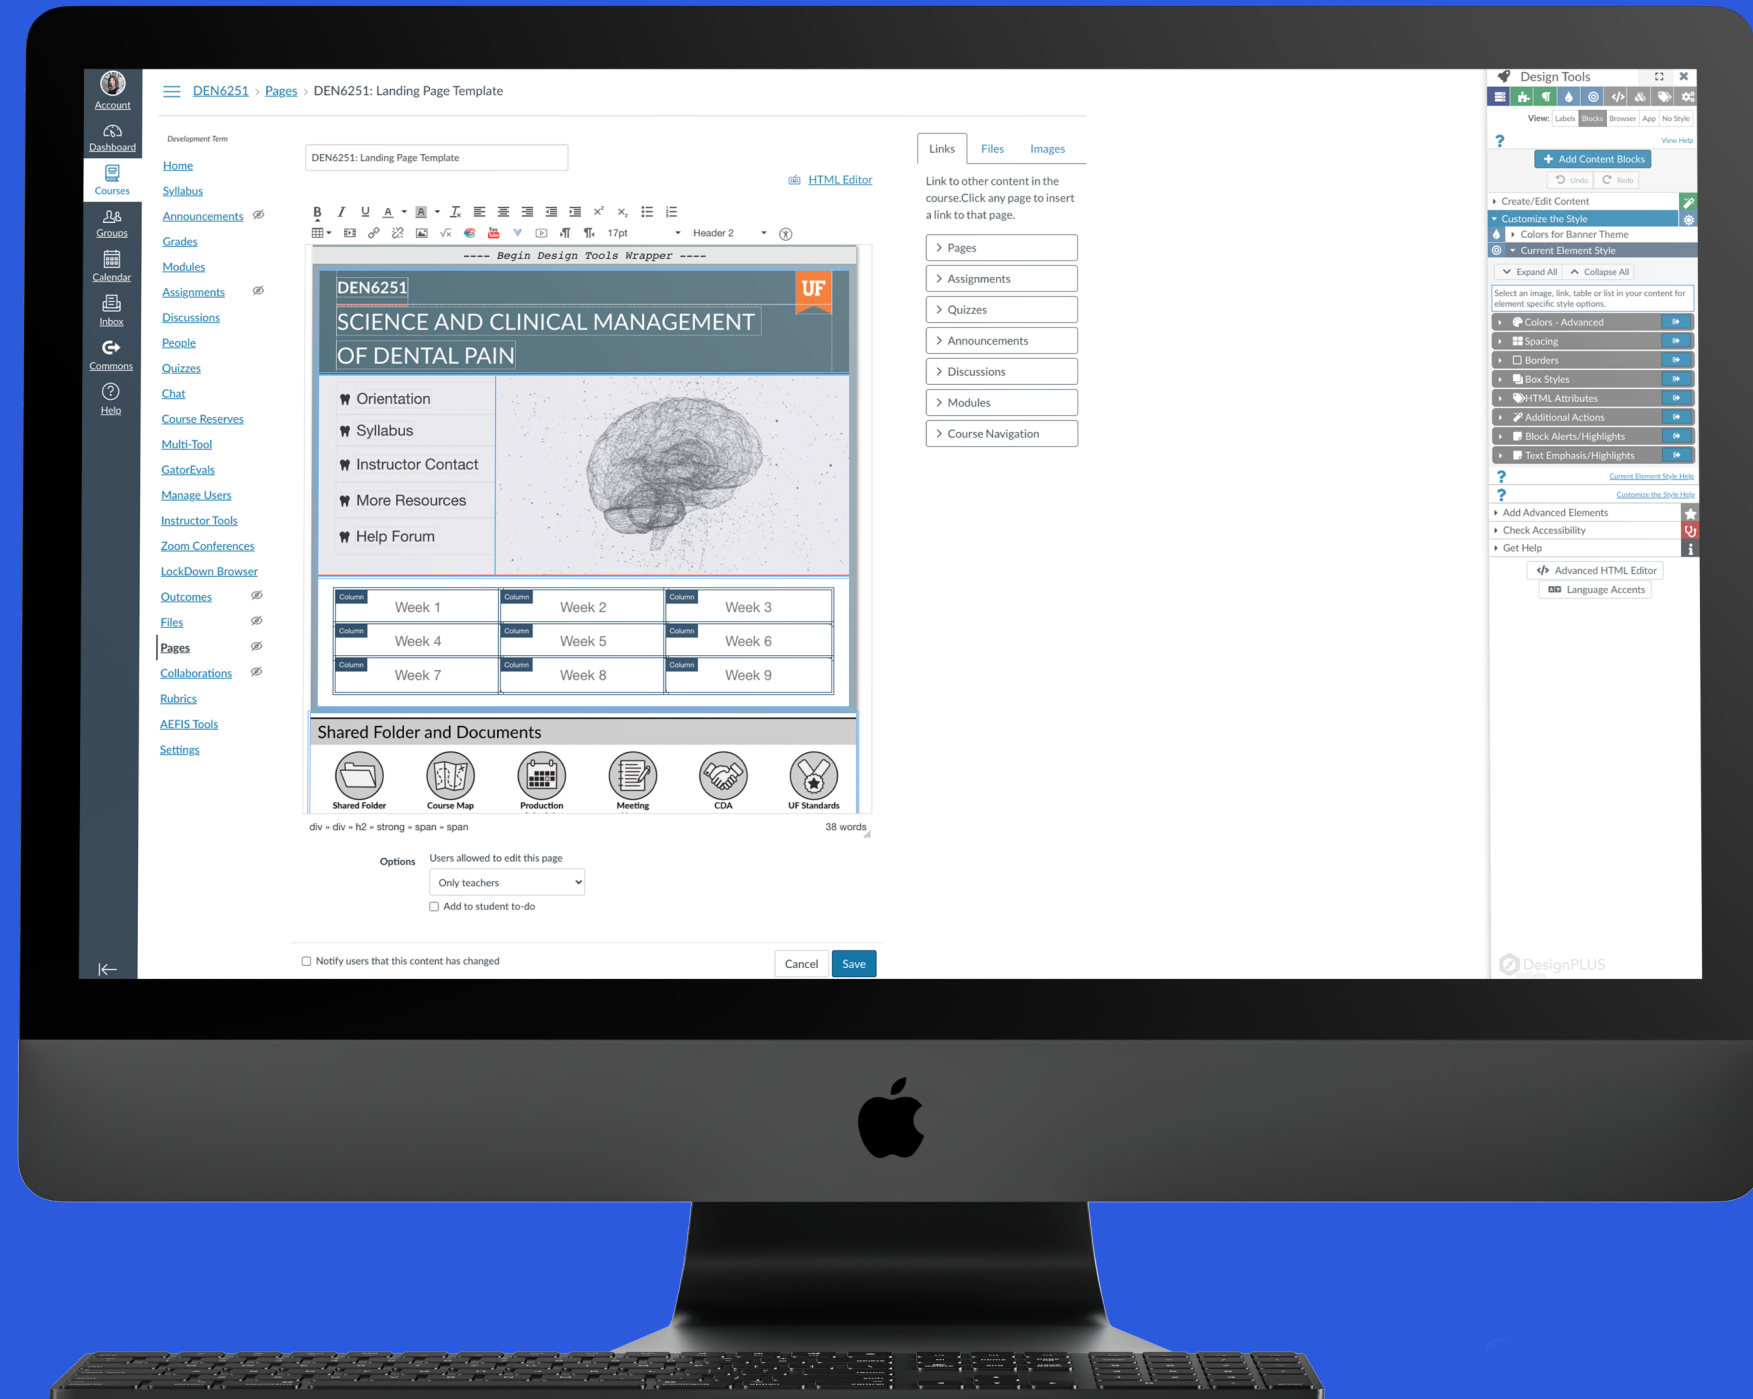 Account
Dashboard
Courses
Groups
Calendar
Inbox
Commons
Help
DEN6251 › Pages › DEN6251: Landing Page Template
Development Term
Home
Syllabus
Announcements
Grades
Modules
Assignments
Discussions
People
Quizzes
Chat
Course Reserves
Multi-Tool
GatorEvals
Manage Users
Instructor Tools
Zoom Conferences
LockDown Browser
Outcomes
Files
Pages
Collaborations
Rubrics
AEFIS Tools
Settings
DEN6251: Landing Page Template
HTML Editor
17pt Header 2
---- Begin Design Tools Wrapper ----
DEN6251
UF
SCIENCE AND CLINICAL MANAGEMENT
OF DENTAL PAIN
Orientation
Syllabus
Instructor Contact
More Resources
Help Forum
Column Column Column
Week 1 Week 2 Week 3
Column Column Column
Week 4 Week 5 Week 6
Column Column Column
Week 7 Week 8 Week 9
Shared Folder and Documents
Shared Folder Course Map Production Meeting CDA UF Standards
div » div » h2 » strong » span » span 38 words
Options Users allowed to edit this page
Only teachers
Add to student to-do
Notify users that this content has changed
Cancel Save
Links Files Images
Link to other content in the
course.Click any page to insert
a link to that page.
Pages
Assignments
Quizzes
Announcements
Discussions
Modules
Course Navigation
Design Tools
View: Labels Blocks Browser App No Style
View Help
Add Content Blocks
Undo Redo
Create/Edit Content
Customize the Style
Colors for Banner Theme
Current Element Style
Expand All Collapse All
Select an image, link, table or list in your content for
element specific style options.
Colors - Advanced
Spacing
Borders
Box Styles
HTML Attributes
Additional Actions
Block Alerts/Highlights
Text Emphasis/Highlights
Current Element Style Help
Customize the Style Help
Add Advanced Elements
Check Accessibility
Get Help
Advanced HTML Editor
Language Accents
DesignPLUS